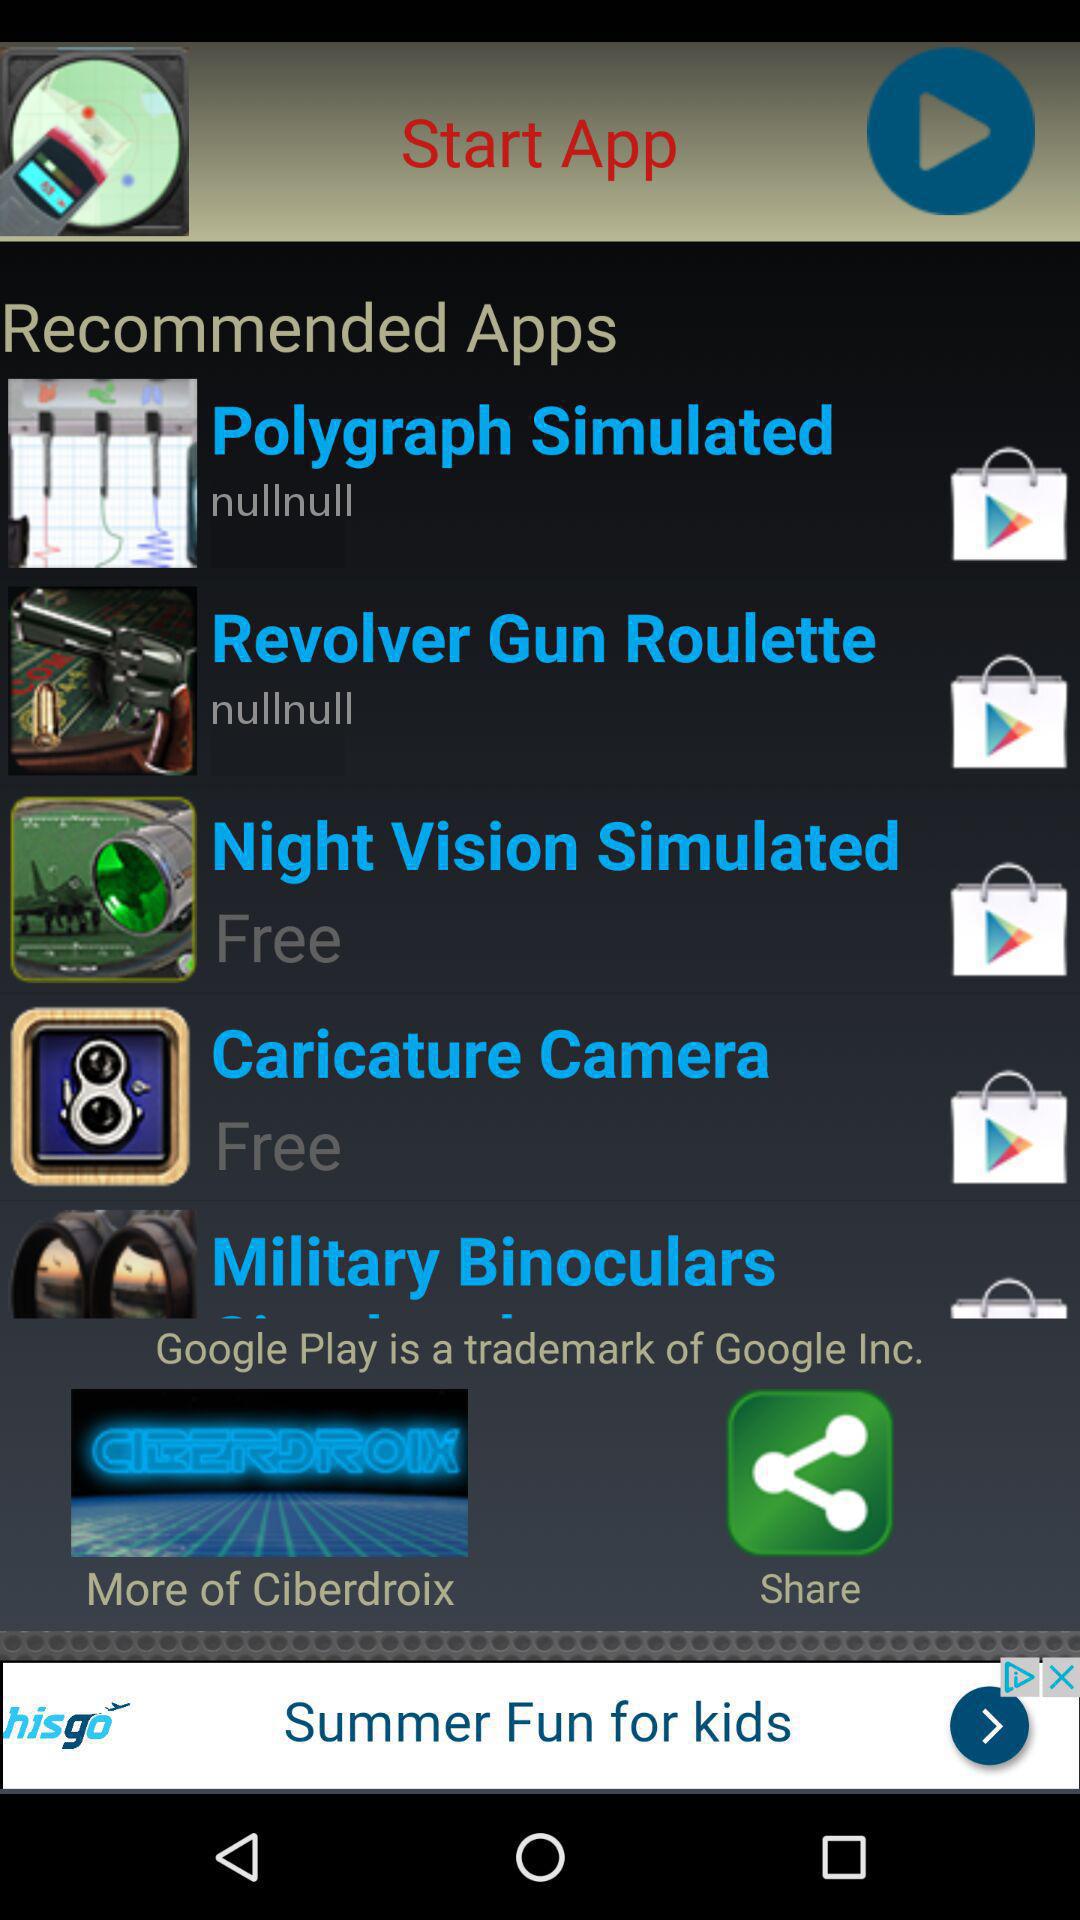 Start App
Recommended Apps
Polygraph Simulated
nullnull
Revolver Gun Roulette
nullnull
Night Vision Simulated
Free
Caricature Camera
Free
Military Binoculars
Google Play is a trademark of Google Inc.
CIBERDROIX
More of Ciberdroix
Share
hisgo
Summer Fun for kids